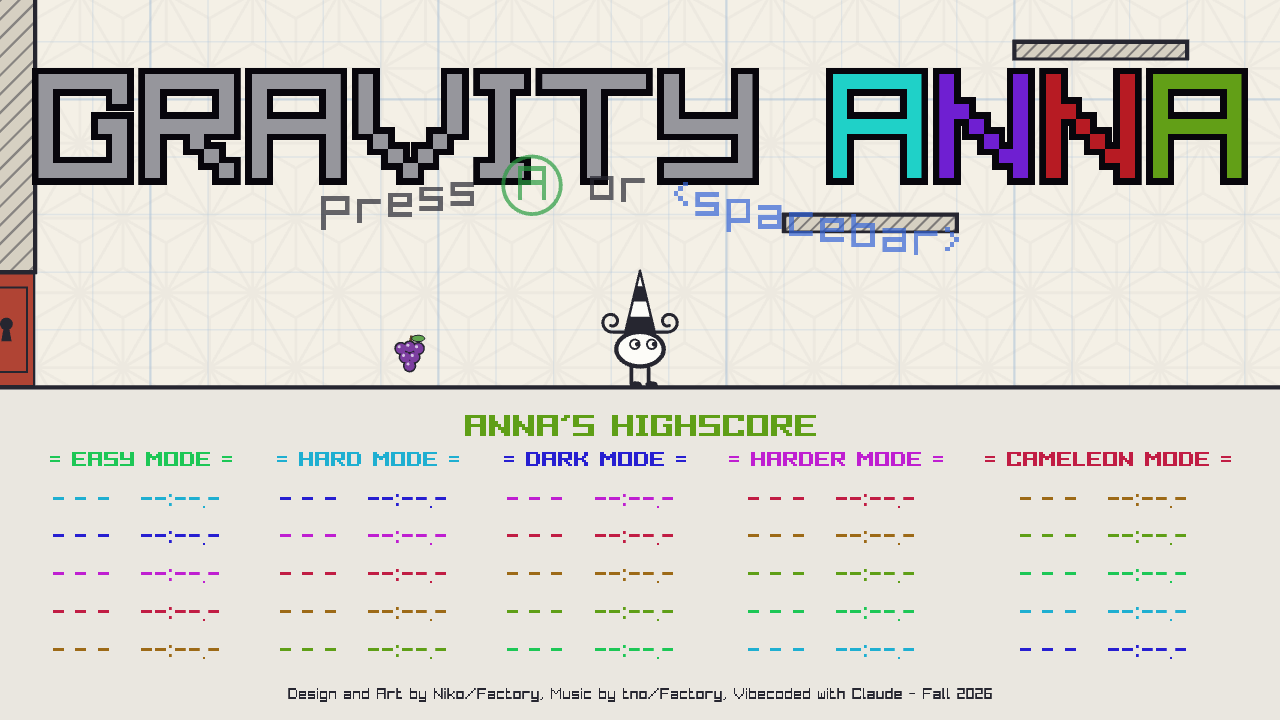 GRAVITY ANNA
press A or <spacebar>
ANNA'S HIGHSCORE
= EASY MODE = = HARD MODE = = DARK MODE = = HARDER MODE = = CAMELEON MODE =
- - - --:--.- - - - --:--.- - - - --:--.- - - - --:--.- - - - --:--.-
- - - --:--.- - - - --:--.- - - - --:--.- - - - --:--.- - - - --:--.-
- - - --:--.- - - - --:--.- - - - --:--.- - - - --:--.- - - - --:--.-
- - - --:--.- - - - --:--.- - - - --:--.- - - - --:--.- - - - --:--.-
- - - --:--.- - - - --:--.- - - - --:--.- - - - --:--.- - - - --:--.-
Design and Art by Niko/Factory, Music by tno/Factory, Vibecoded with Claude - Fall 2026